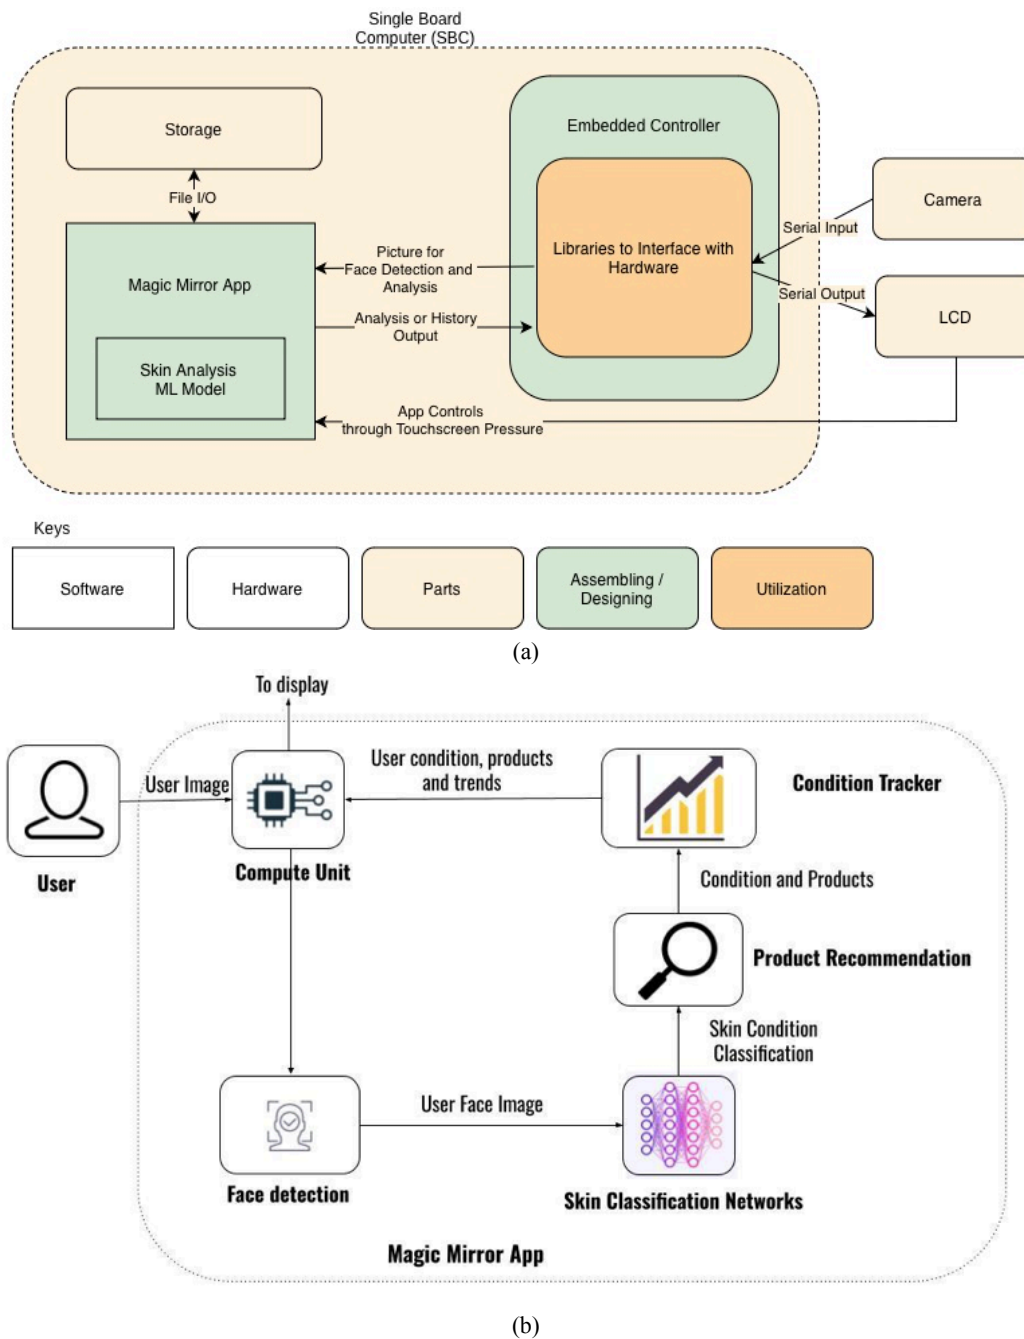 Single Board
Computer (SBC)
Storage
Embedded Controller
File I/O
Camera
Serial Input
Picture for
Face Detection and
Analysis
Libraries to Interface with
Hardware
Magic Mirror App
Serial Output
LCD
Analysis or History
Output
Skin Analysis
ML Model
App Controls
through Touchscreen Pressure
Keys
Software
Hardware
Parts
Assembling /
Designing
Utilization
(a)
To display
User Image
User condition, products
and trends
Condition Tracker
Compute Unit
User
Condition and Products
Product Recommendation
Skin Condition
Classification
User Face Image
Face detection
Skin Classification Networks
Magic Mirror App
(b)